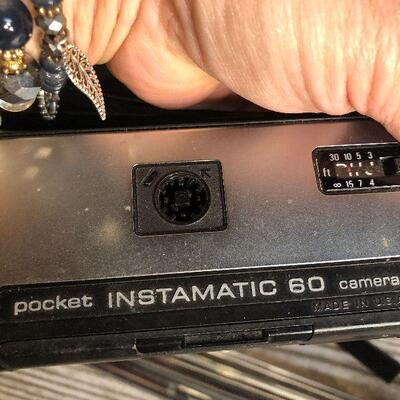 30 10 5 3
ft
∞ 15 7 4
pocket INSTAMATIC 60 camera
MADE IN U.S.A